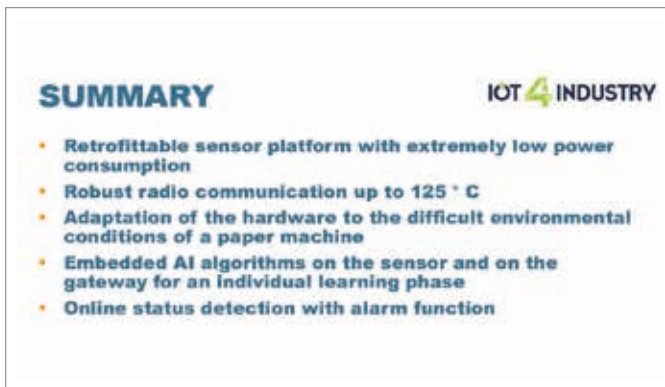 SUMMARY
IOT 4 INDUSTRY
• Retrofittable sensor platform with extremely low power
consumption
• Robust radio communication up to 125 ° C
• Adaptation of the hardware to the difficult environmental
conditions of a paper machine
• Embedded AI algorithms on the sensor and on the
gateway for an individual learning phase
• Online status detection with alarm function